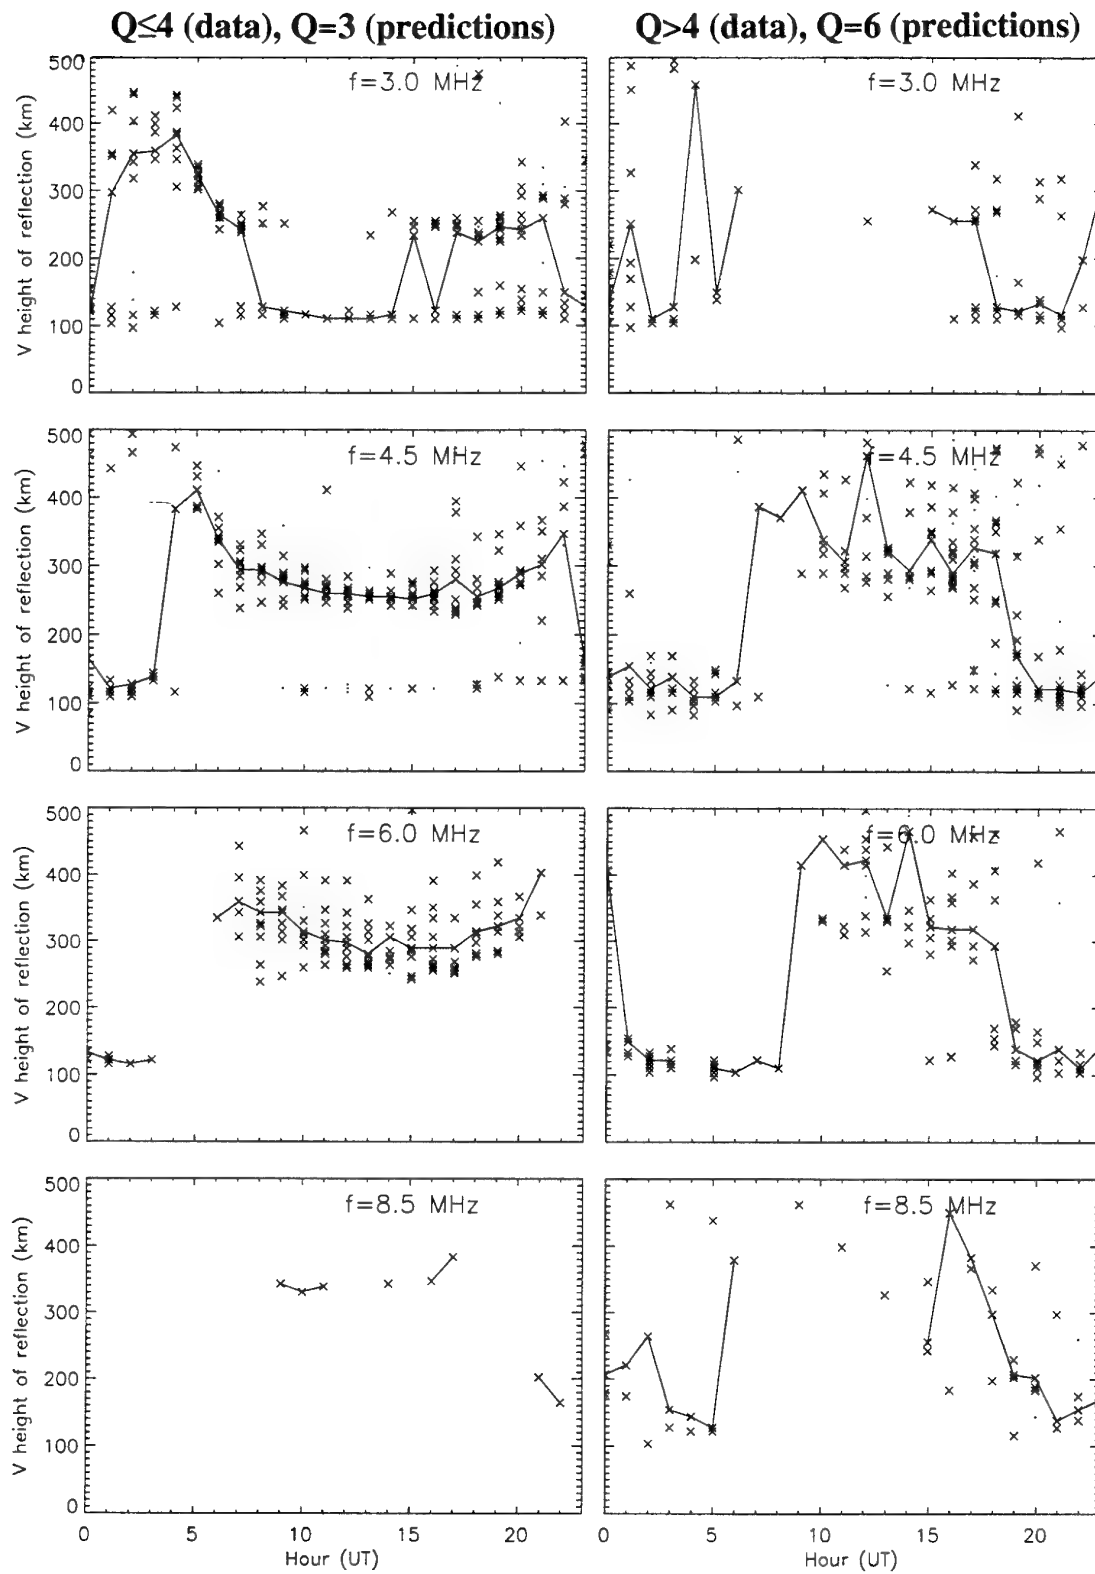 Q≤4 (data), Q=3 (predictions) Q>4 (data), Q=6 (predictions)
f=3.0 MHz f=3.0 MHz
V height of reflection (km)
500
400
300
200
100
0
f=4.5 MHz f=4.5 MHz
V height of reflection (km)
500
400
300
200
100
0
f=6.0 MHz f=6.0 MHz
V height of reflection (km)
500
400
300
200
100
0
f=8.5 MHz f=8.5 MHz
V height of reflection (km)
500
400
300
200
100
0
0 5 10 15 20 0 5 10 15 20
Hour (UT) Hour (UT)